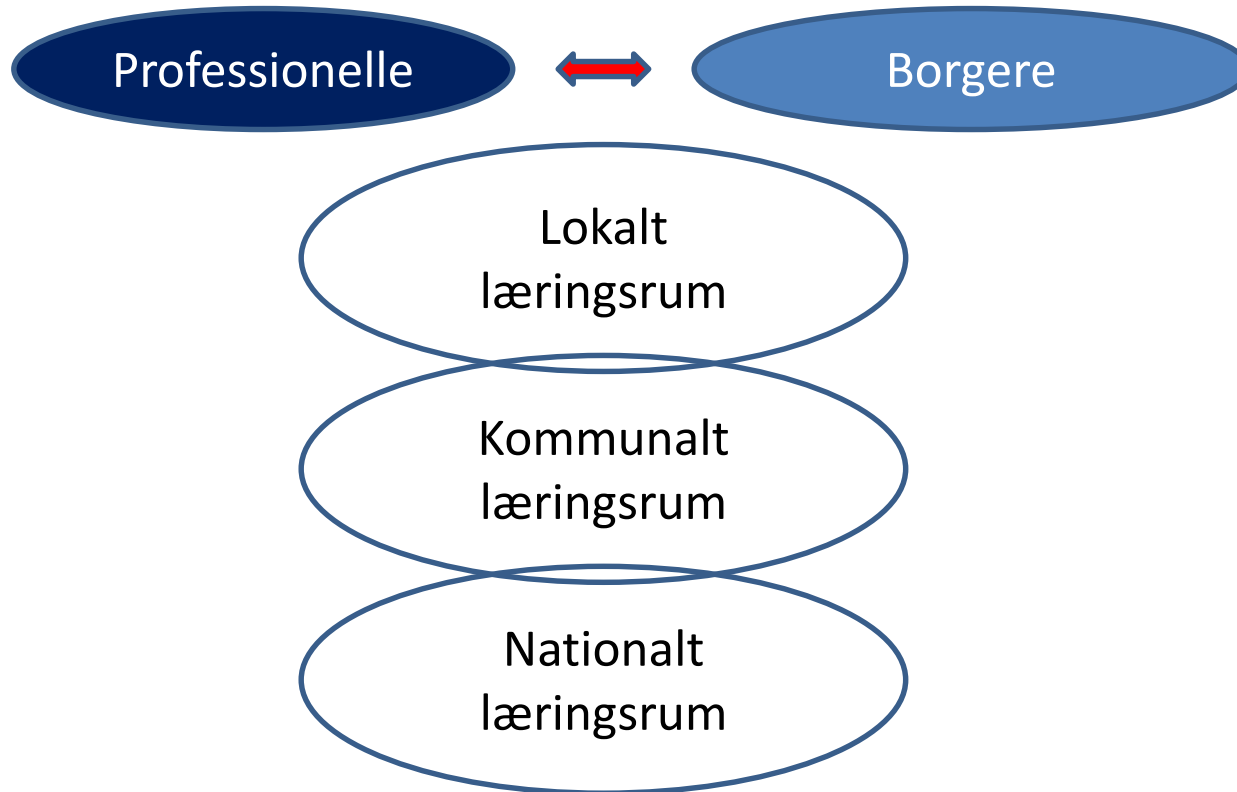 Professionelle
Borgere
Lokalt
læringsrum
Kommunalt
læringsrum
Nationalt
læringsrum